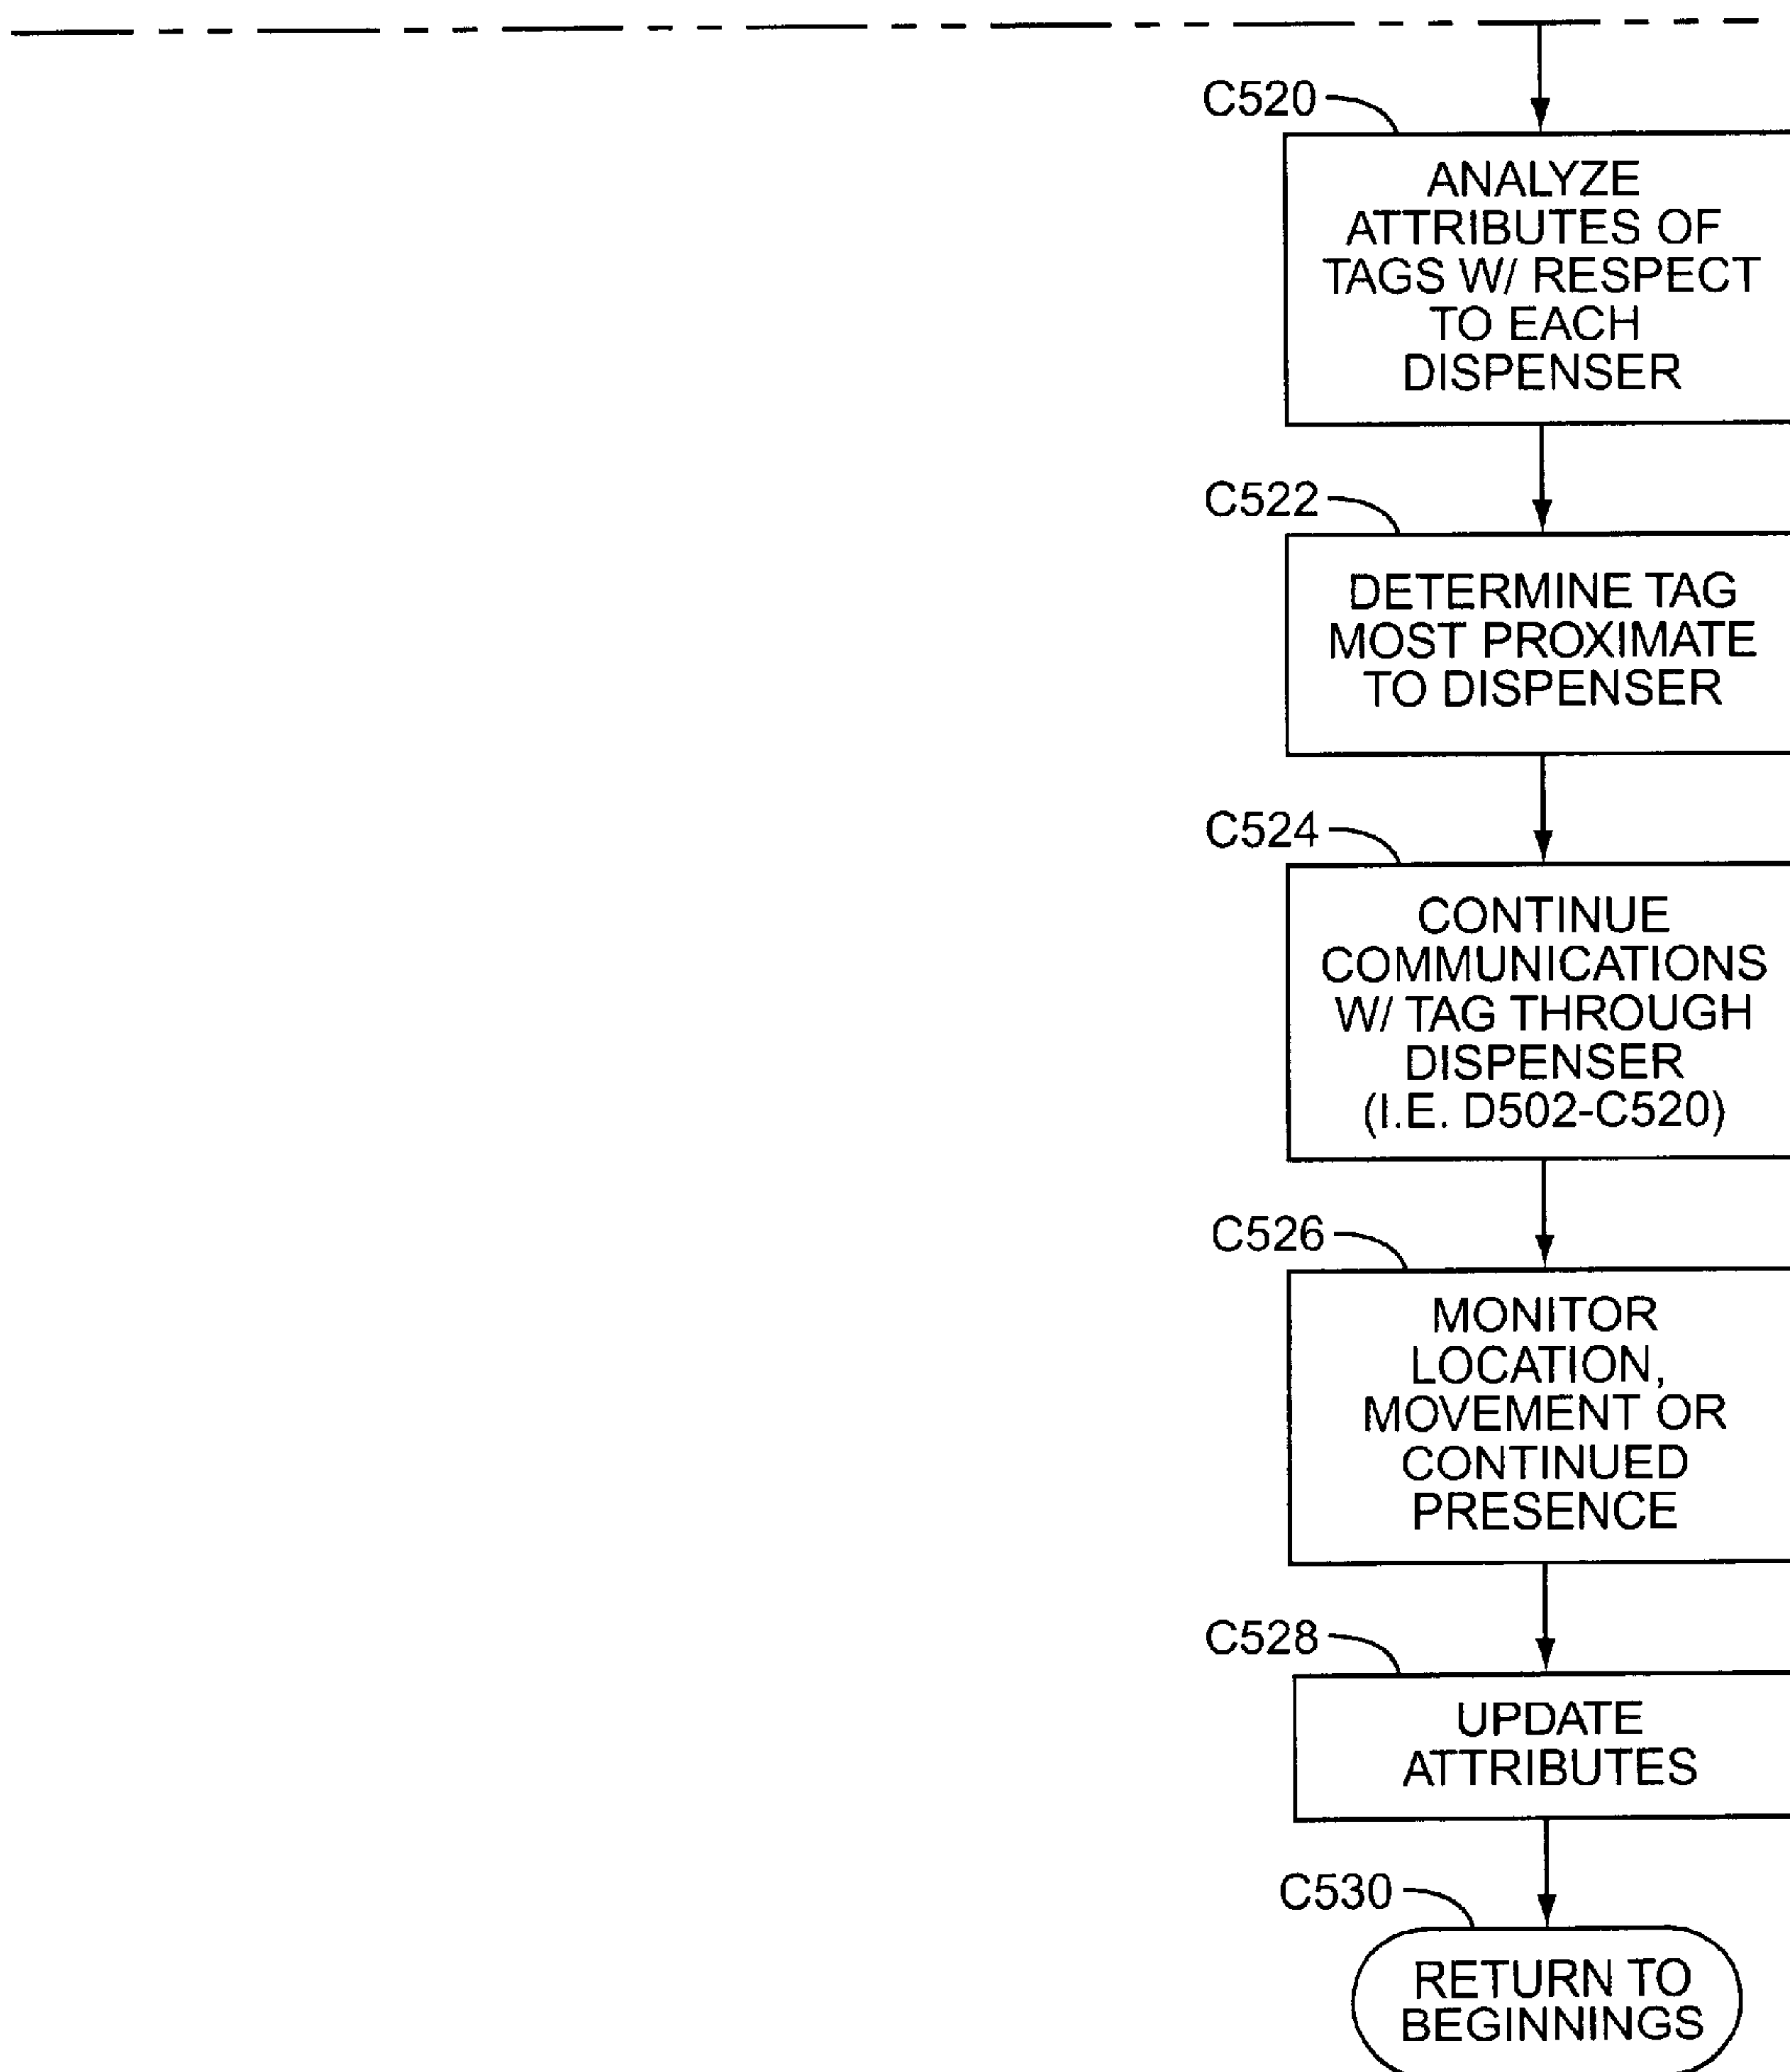 C520
ANALYZE
ATTRIBUTES OF
TAGS W/ RESPECT
TO EACH
DISPENSER
C522
DETERMINE TAG
MOST PROXIMATE
TO DISPENSER
C524
CONTINUE
COMMUNICATIONS
W/ TAG THROUGH
DISPENSER
(I.E. D502-C520)
C526
MONITOR
LOCATION,
MOVEMENT OR
CONTINUED
PRESENCE
C528
UPDATE
ATTRIBUTES
C530
RETURN TO
BEGINNINGS